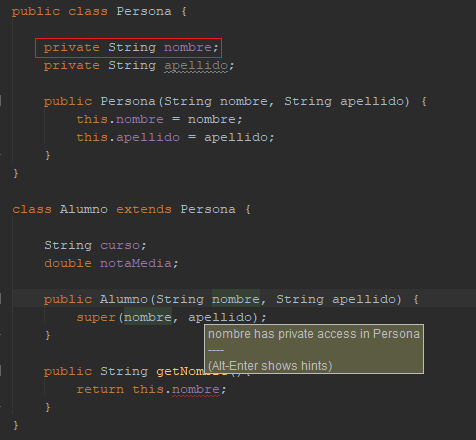 public class Persona {
private String nombre;
private String apellido;
public Persona(String nombre, String apellido) {
this.nombre = nombre;
this.apellido = apellido;
}
}
class Alumno extends Persona {
String curso;
double notaMedia;
public Alumno(String nombre, String apellido) {
super(nombre, apellido);
}
nombre has private access in Persona
----
(Alt-Enter shows hints)
public String getNomb
return this.nombre;
}
}